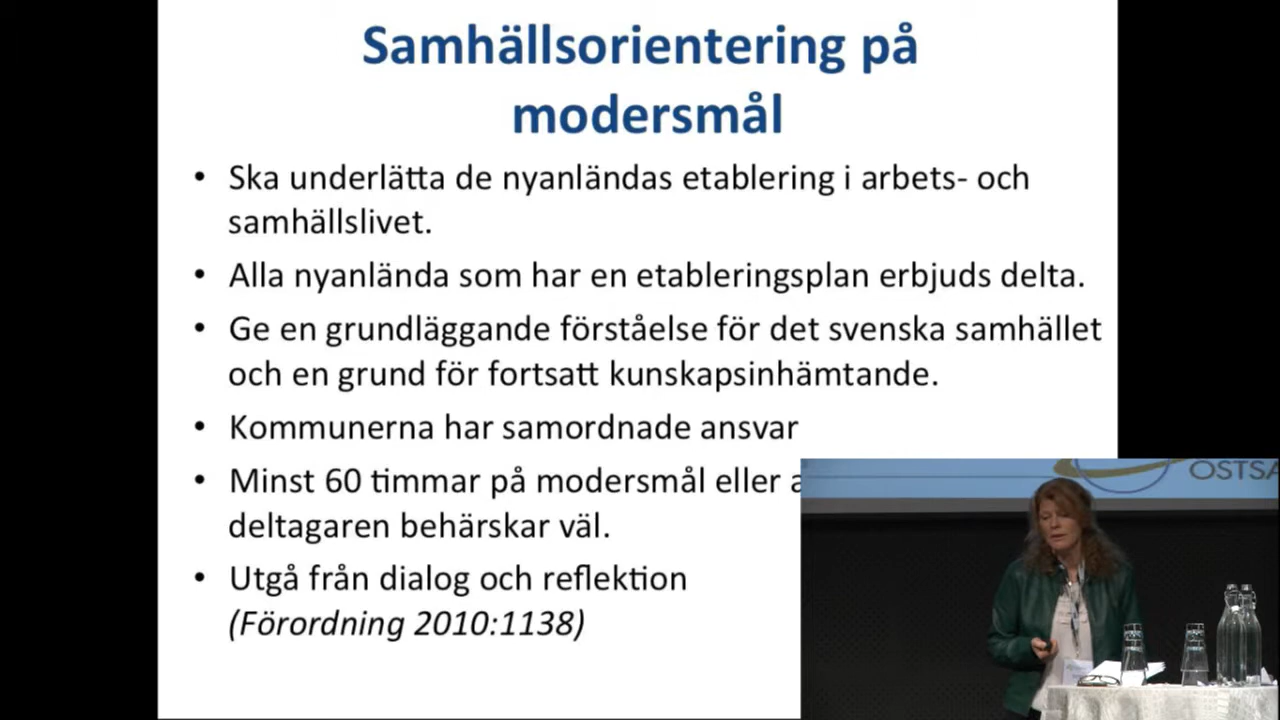 Samhällsorientering på
modersmål
• Ska underlätta de nyanländas etablering i arbets- och
samhällslivet.
• Alla nyanlända som har en etableringsplan erbjuds delta.
• Ge en grundläggande förståelse för det svenska samhället
och en grund för fortsatt kunskapsinhämtande.
• Kommunerna har samordnade ansvar
• Minst 60 timmar på modersmål eller
deltagaren behärskar väl.
• Utgå från dialog och reflektion
(Förordning 2010:1138)